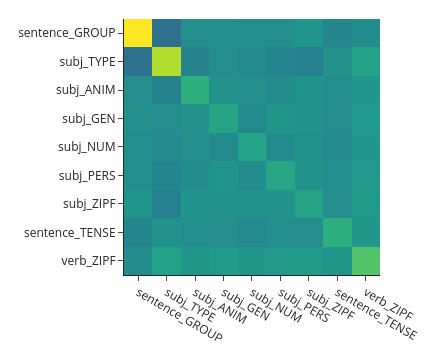 sentence_GROUP
subj_TYPE
subj_ANIM
subj_GEN
subj_NUM
subj_PERS
subj_ZIPF
sentence_TENSE
verb_ZIPF
sentence_GROUP
subj_TYPE
subj_ANIM
subj_GEN
subj_NUM
subj_PERS
subj_ZIPF
sentence_TENSE
verb_ZIPF